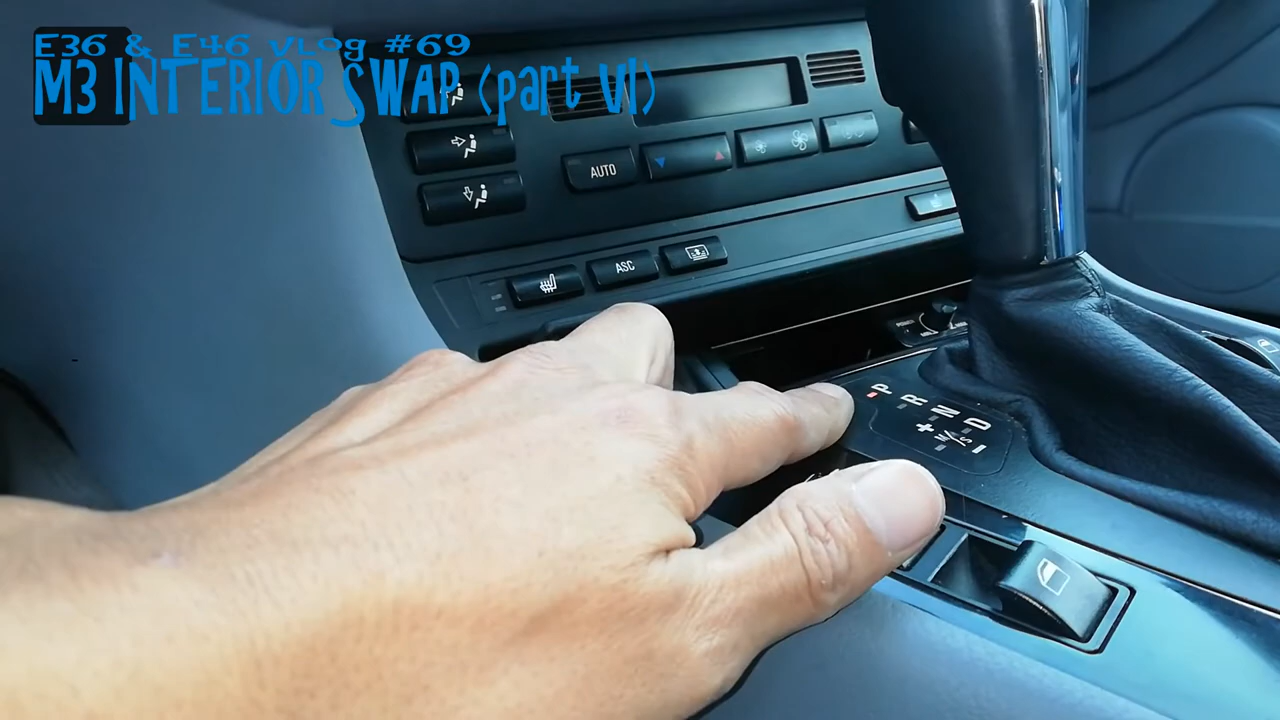 E36 & E46 VLOG #69
M3 INTERIOR SWAP (part VI)
AUTO
ASC
P
R
N
D
+
M/S
-